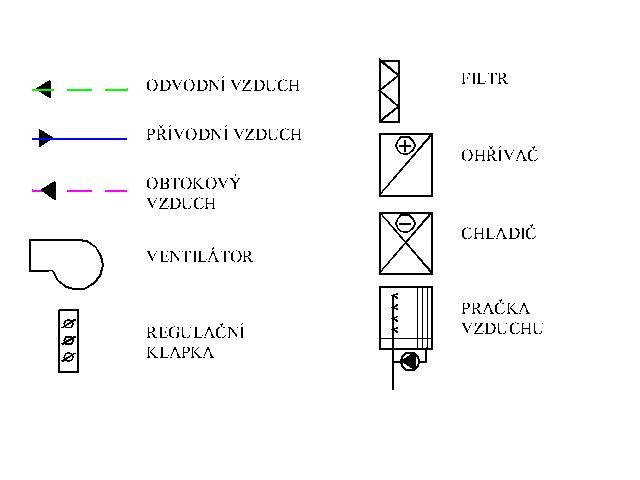 ODVODNÍ VZDUCH
PŘÍVODNÍ VZDUCH
OBTOKOVÝ
VZDUCH
VENTILÁTOR
REGULAČNÍ
KLAPKA
FILTR
OHŘÍVAČ
CHLADIČ
PRAČKA
VZDUCHU